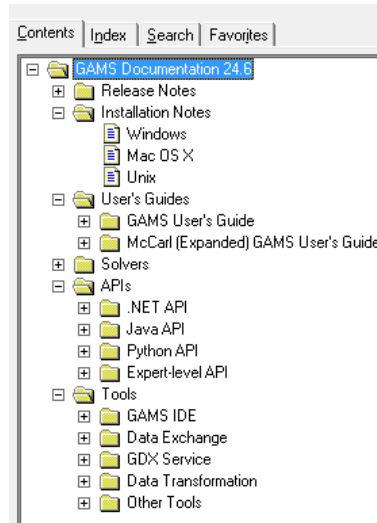 Contents Index Search Favorites
GAMS Documentation 24.6
Release Notes
Installation Notes
Windows
Mac OS X
Unix
User's Guides
GAMS User's Guide
McCarl (Expanded) GAMS User's Guide
Solvers
APIs
.NET API
Java API
Python API
Expert-level API
Tools
GAMS IDE
Data Exchange
GDX Service
Data Transformation
Other Tools